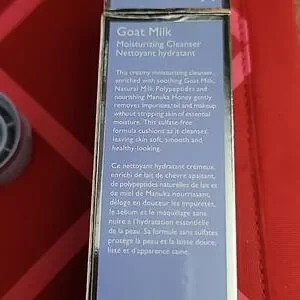 Goat Milk
Moisturizing Cleanser
Nettoyant hydratant
This creamy moisturizing cleanser,
enriched with soothing Goat Milk,
Natural Milk Polypeptides and
nourishing Manuka Honey gently
removes impurities, oil and makeup
without stripping skin of essential
moisture. This sulfate-free
formula cushions as it cleanses,
leaving skin soft, smooth and
healthy-looking.
Ce nettoyant hydratant crémeux,
enrichi de lait de chèvre apaisant,
de polypeptides naturelles de lait et
de miel de Manuka nourrissant,
déloge en douceur les impuretés,
le sébum et le maquillage sans
nuire à l'hydratation essentielle
de la peau. Sa formule sans sulfates
protège la peau et la laisse douce,
lisse et d'apparence saine.